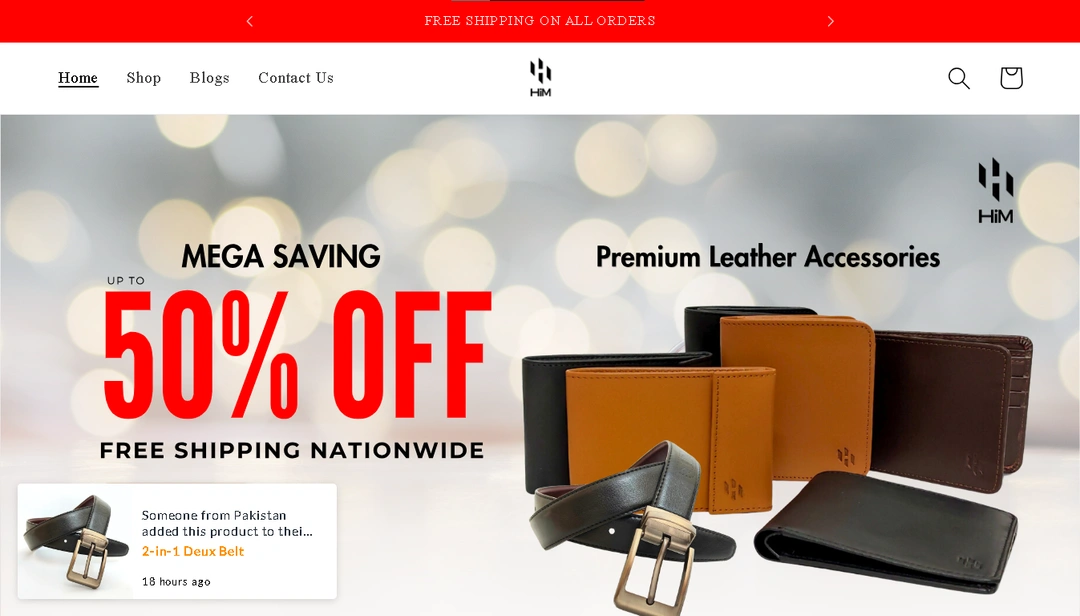 FREE SHIPPING ON ALL ORDERS
Home Shop Blogs Contact Us
HiM
HiM
MEGA SAVING
UP TO
50% OFF
FREE SHIPPING NATIONWIDE
Premium Leather Accessories
Someone from Pakistan
added this product to thei...
2-in-1 Deux Belt
18 hours ago